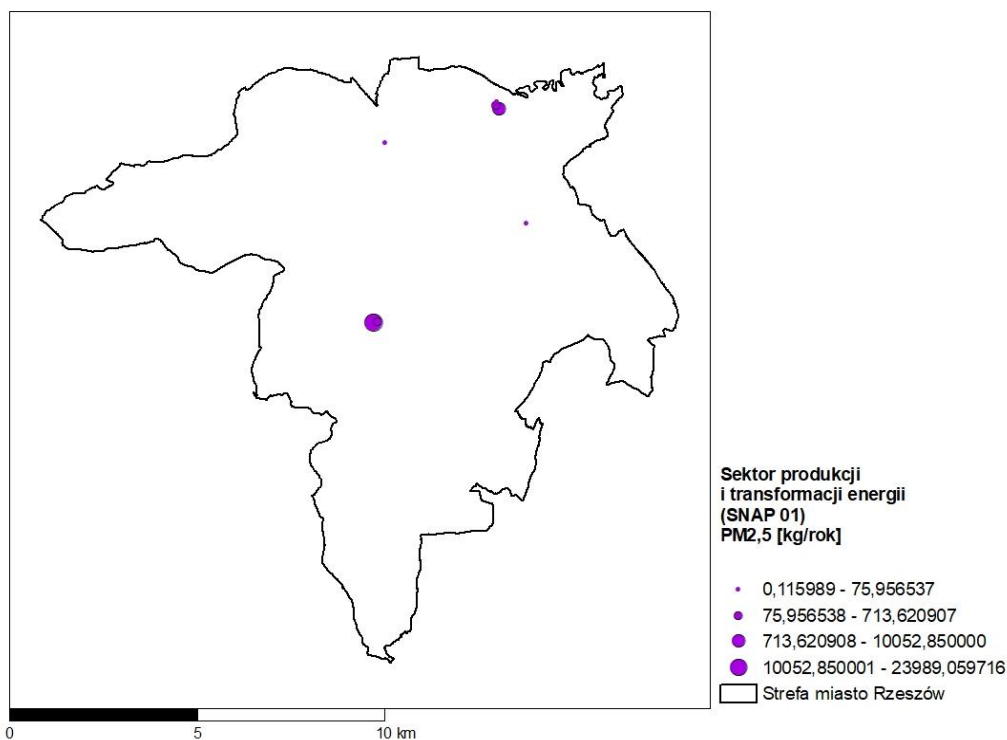 Sektor produkcji
i transformacji energii
(SNAP 01)
PM2,5 [kg/rok]
0,115989 - 75,956537
75,956538 - 713,620907
713,620908 - 10052,850000
10052,850001 - 23989,059716
Strefa miasto Rzeszów
0 5 10 km